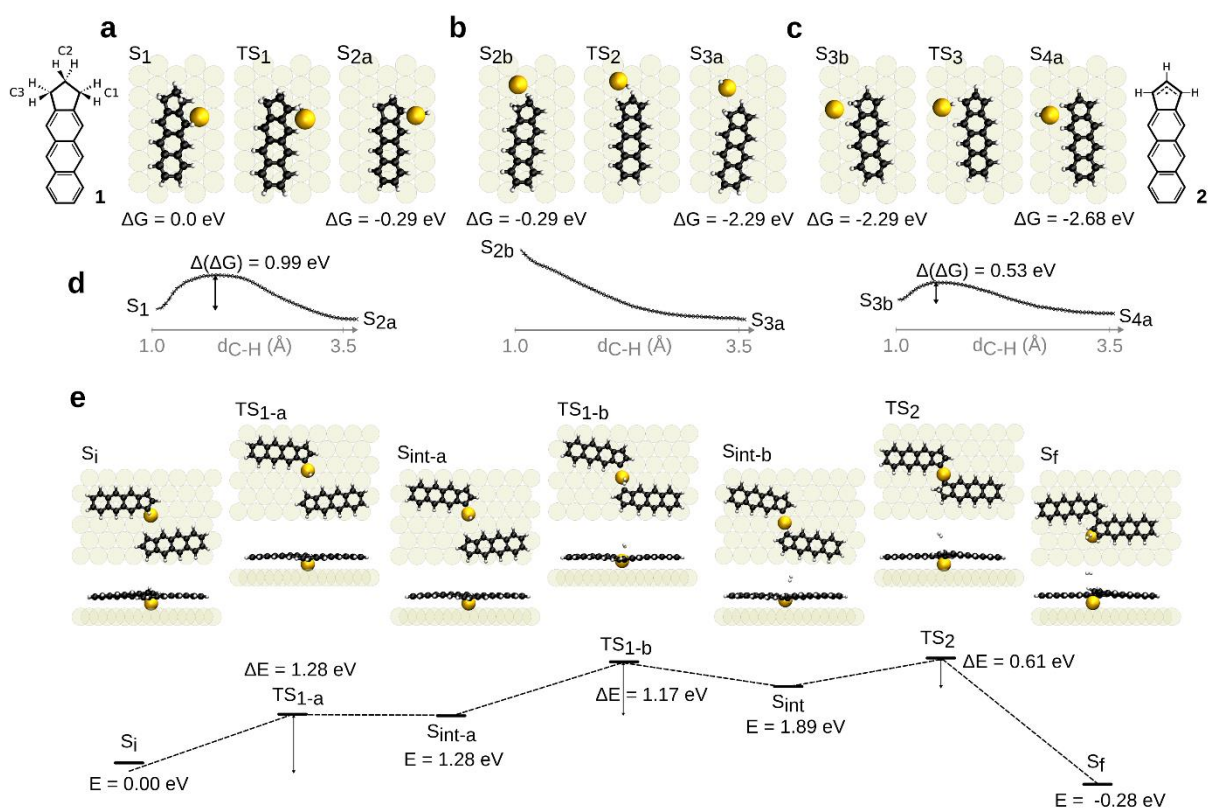 a
S1
TS1
S2a
b
S2b
TS2
S3a
c
S3b
TS3
S4a
C2
H H
H H
C3 C1
H H
1
H
H H
2
ΔG = 0.0 eV
ΔG = -0.29 eV
ΔG = -0.29 eV
ΔG = -2.29 eV
ΔG = -2.29 eV
ΔG = -2.68 eV
d
Δ(ΔG) = 0.99 eV
S1
S2a
1.0 dC-H (Å) 3.5
S2b
S3a
1.0 dC-H (Å) 3.5
Δ(ΔG) = 0.53 eV
S3b
S4a
1.0 dC-H (Å) 3.5
e
Si
TS1-a
Sint-a
TS1-b
Sint-b
TS2
Sf
ΔE = 1.28 eV
TS1-a
Si
E = 0.00 eV
Sint-a
E = 1.28 eV
TS1-b
ΔE = 1.17 eV
Sint
E = 1.89 eV
TS2
ΔE = 0.61 eV
Sf
E = -0.28 eV